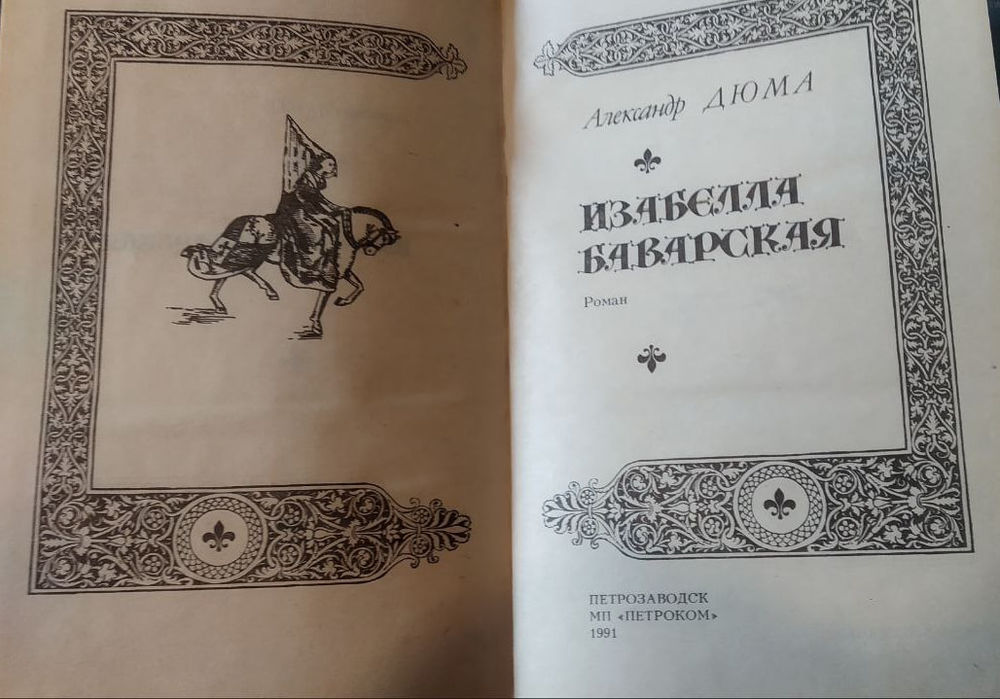 Александр ДЮМА
ИЗАБЕЛЛА
БАВАРСКАЯ
Роман
ПЕТРОЗАВОДСК
МП «ПЕТРОКОМ»
1991